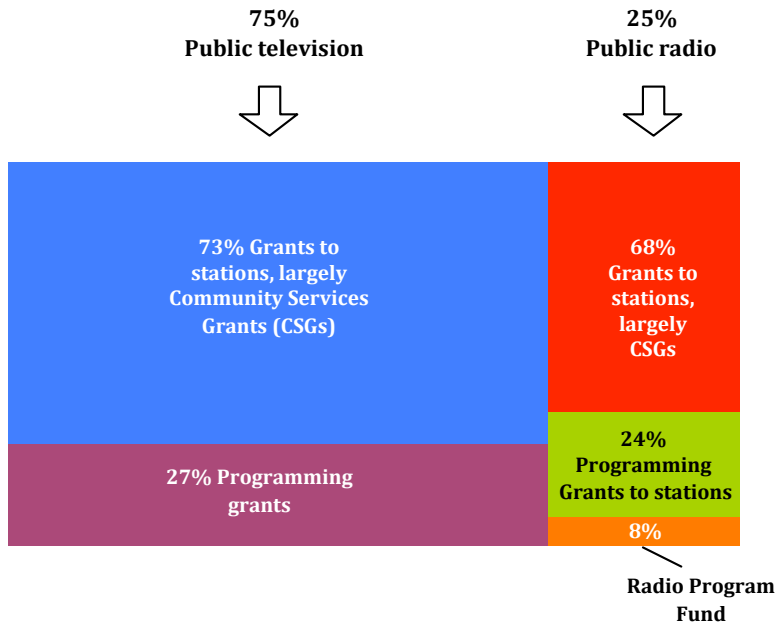 75%
Public television
25%
Public radio
73% Grants to
stations, largely
Community Services
Grants (CSGs)
68%
Grants to
stations,
largely
CSGs
27% Programming
grants
24%
Programming
Grants to stations
8%
Radio Program
Fund